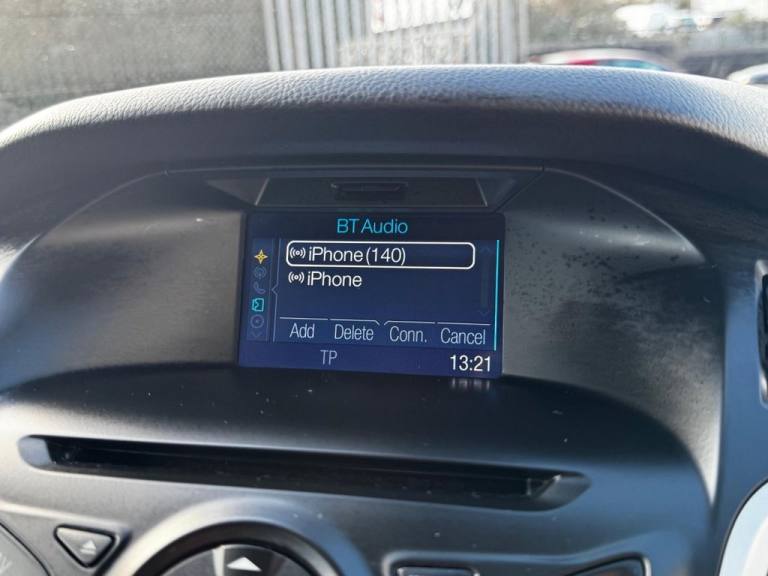 BT Audio
iPhone (140)
iPhone
Add Delete Conn. Cancel
TP 13:21